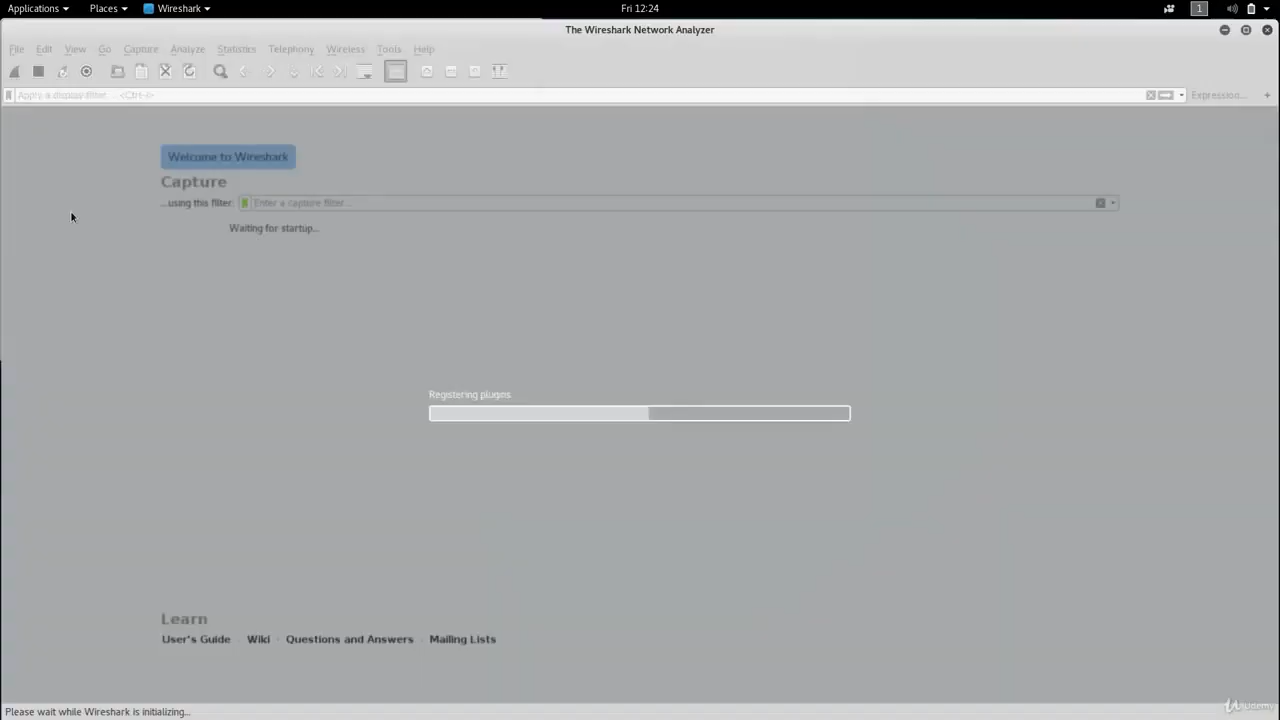 Applications Places Wireshark Fri 12:24 1
The Wireshark Network Analyzer
File Edit View Go Capture Analyze Statistics Telephony Wireless Tools Help
Apply a display filter ... <Ctrl-/> Expression... +
Welcome to Wireshark
Capture
...using this filter: Enter a capture filter ...
Waiting for startup...
Registering plugins
Learn
User's Guide · Wiki · Questions and Answers · Mailing Lists
Please wait while Wireshark is initializing...
Udemy